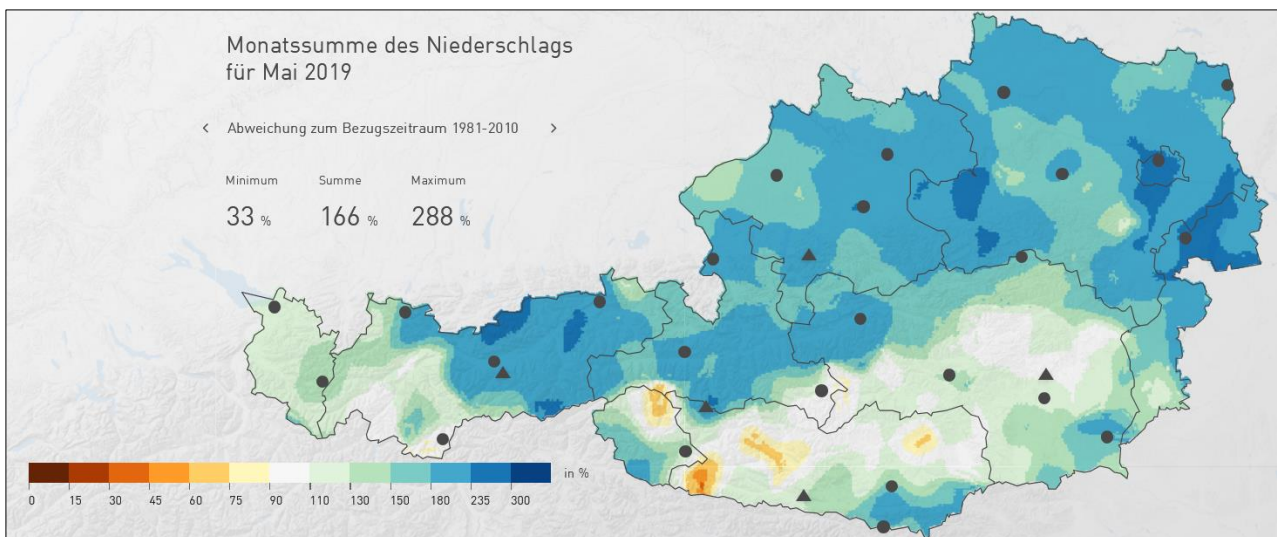 Monatssumme des Niederschlags
für Mai 2019
‹ Abweichung zum Bezugszeitraum 1981-2010 ›
Minimum Summe Maximum
33 % 166 % 288 %
in %
0 15 30 45 60 75 90 110 130 150 180 235 300